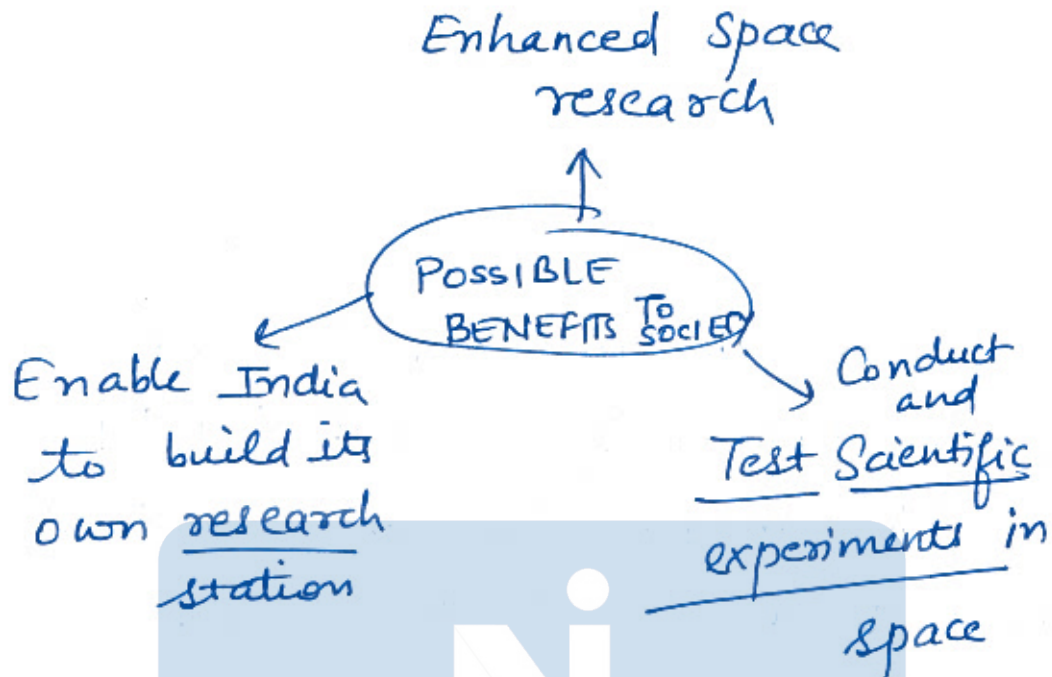 Enhanced Space
research
POSSIBLE
BENEFITS TO SOCIETY
Enable India
to build its
own research
station
Conduct
and
Test Scientific
experiments in
space